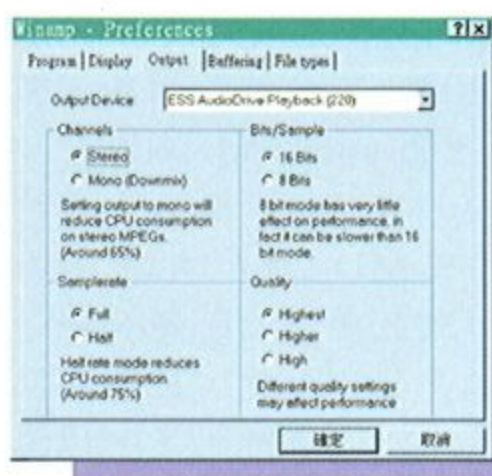 Winamp - Preferences
Program | Display Output | Buffering | File types |
Output Device ESS AudioDrive Playback (220)
Channels
Stereo
Mono (Downmix)
Setting output to mono will
reduce CPU consumption
on stereo MPEGs.
(Around 65%)
Bits/Sample
16 Bits
8 Bits
8 bit mode has very little
effect on performance, in
fact it can be slower than 16
bit mode.
Samplerate
Full
Half
Half rate mode reduces
CPU consumption
(Around 75%)
Quality
Highest
Higher
High
Different quality settings
may affect performance
確定 取消